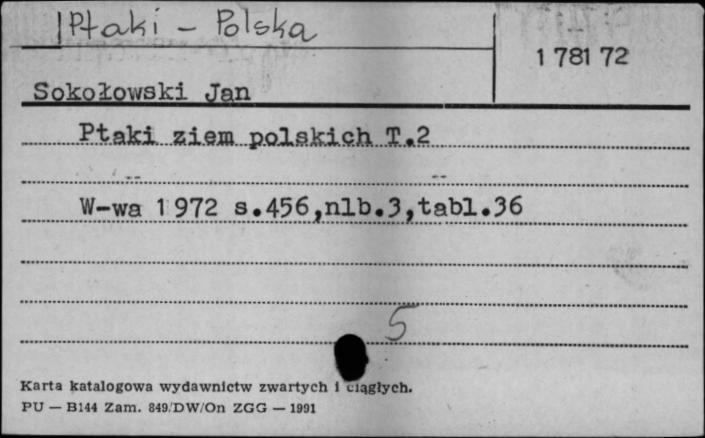 Ptaki – Polska
1 781 72
Sokołowski Jan
Ptaki ziem polskich T.2
W-wa 1972 s.456,nlb.3,tabl.36
5
Karta katalogowa wydawnictw zwartych i ciągłych.
PU — B144 Zam. 849/DW/On ZGG — 1991